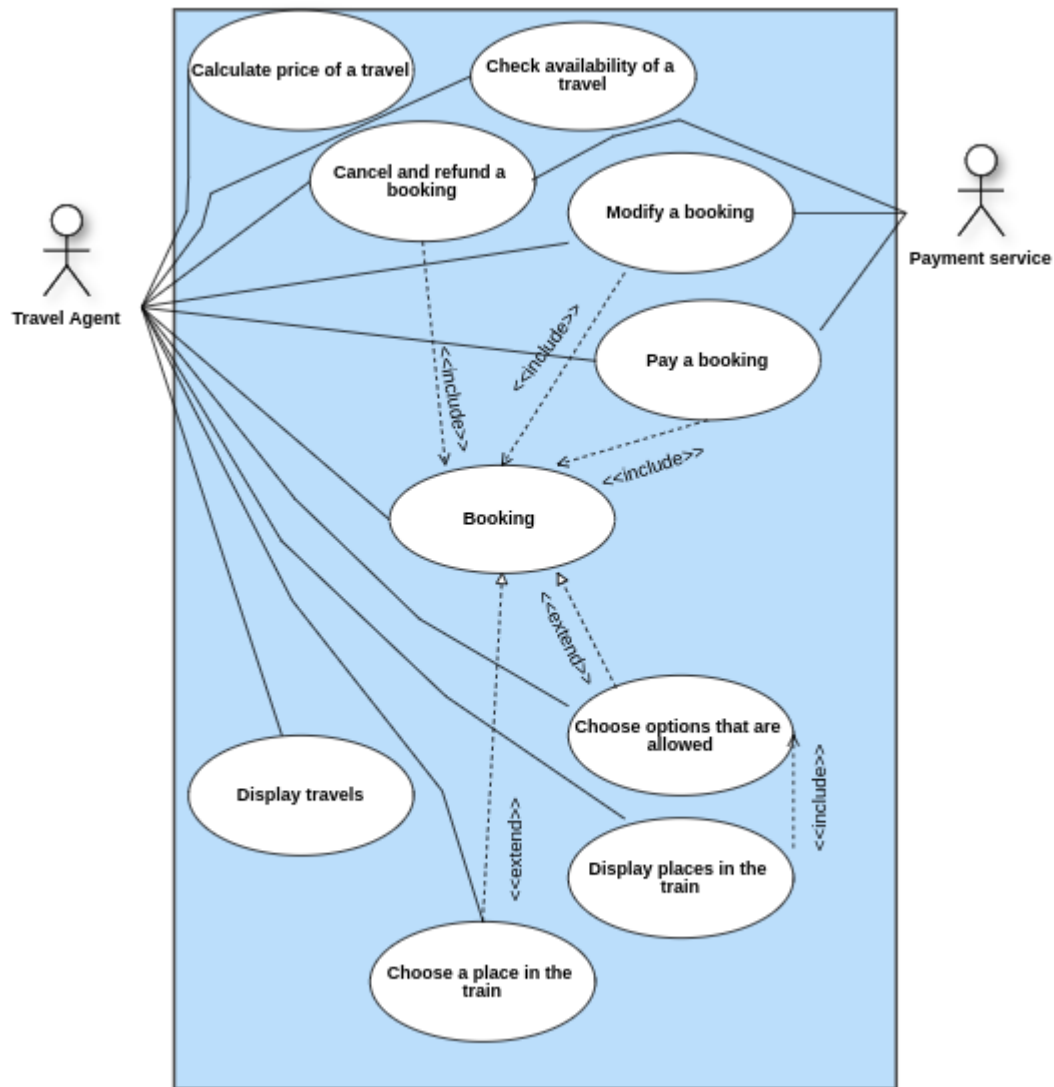 Calculate price of a travel
Check availability of a
travel
Cancel and refund a
booking
Modify a booking
Payment service
Travel Agent
Pay a booking
<<include>>
<<include>>
<<include>>
Booking
<<extend>>
Choose options that are
allowed
<<include>>
Display travels
<<extend>>
Display places in the
train
Choose a place in the
train